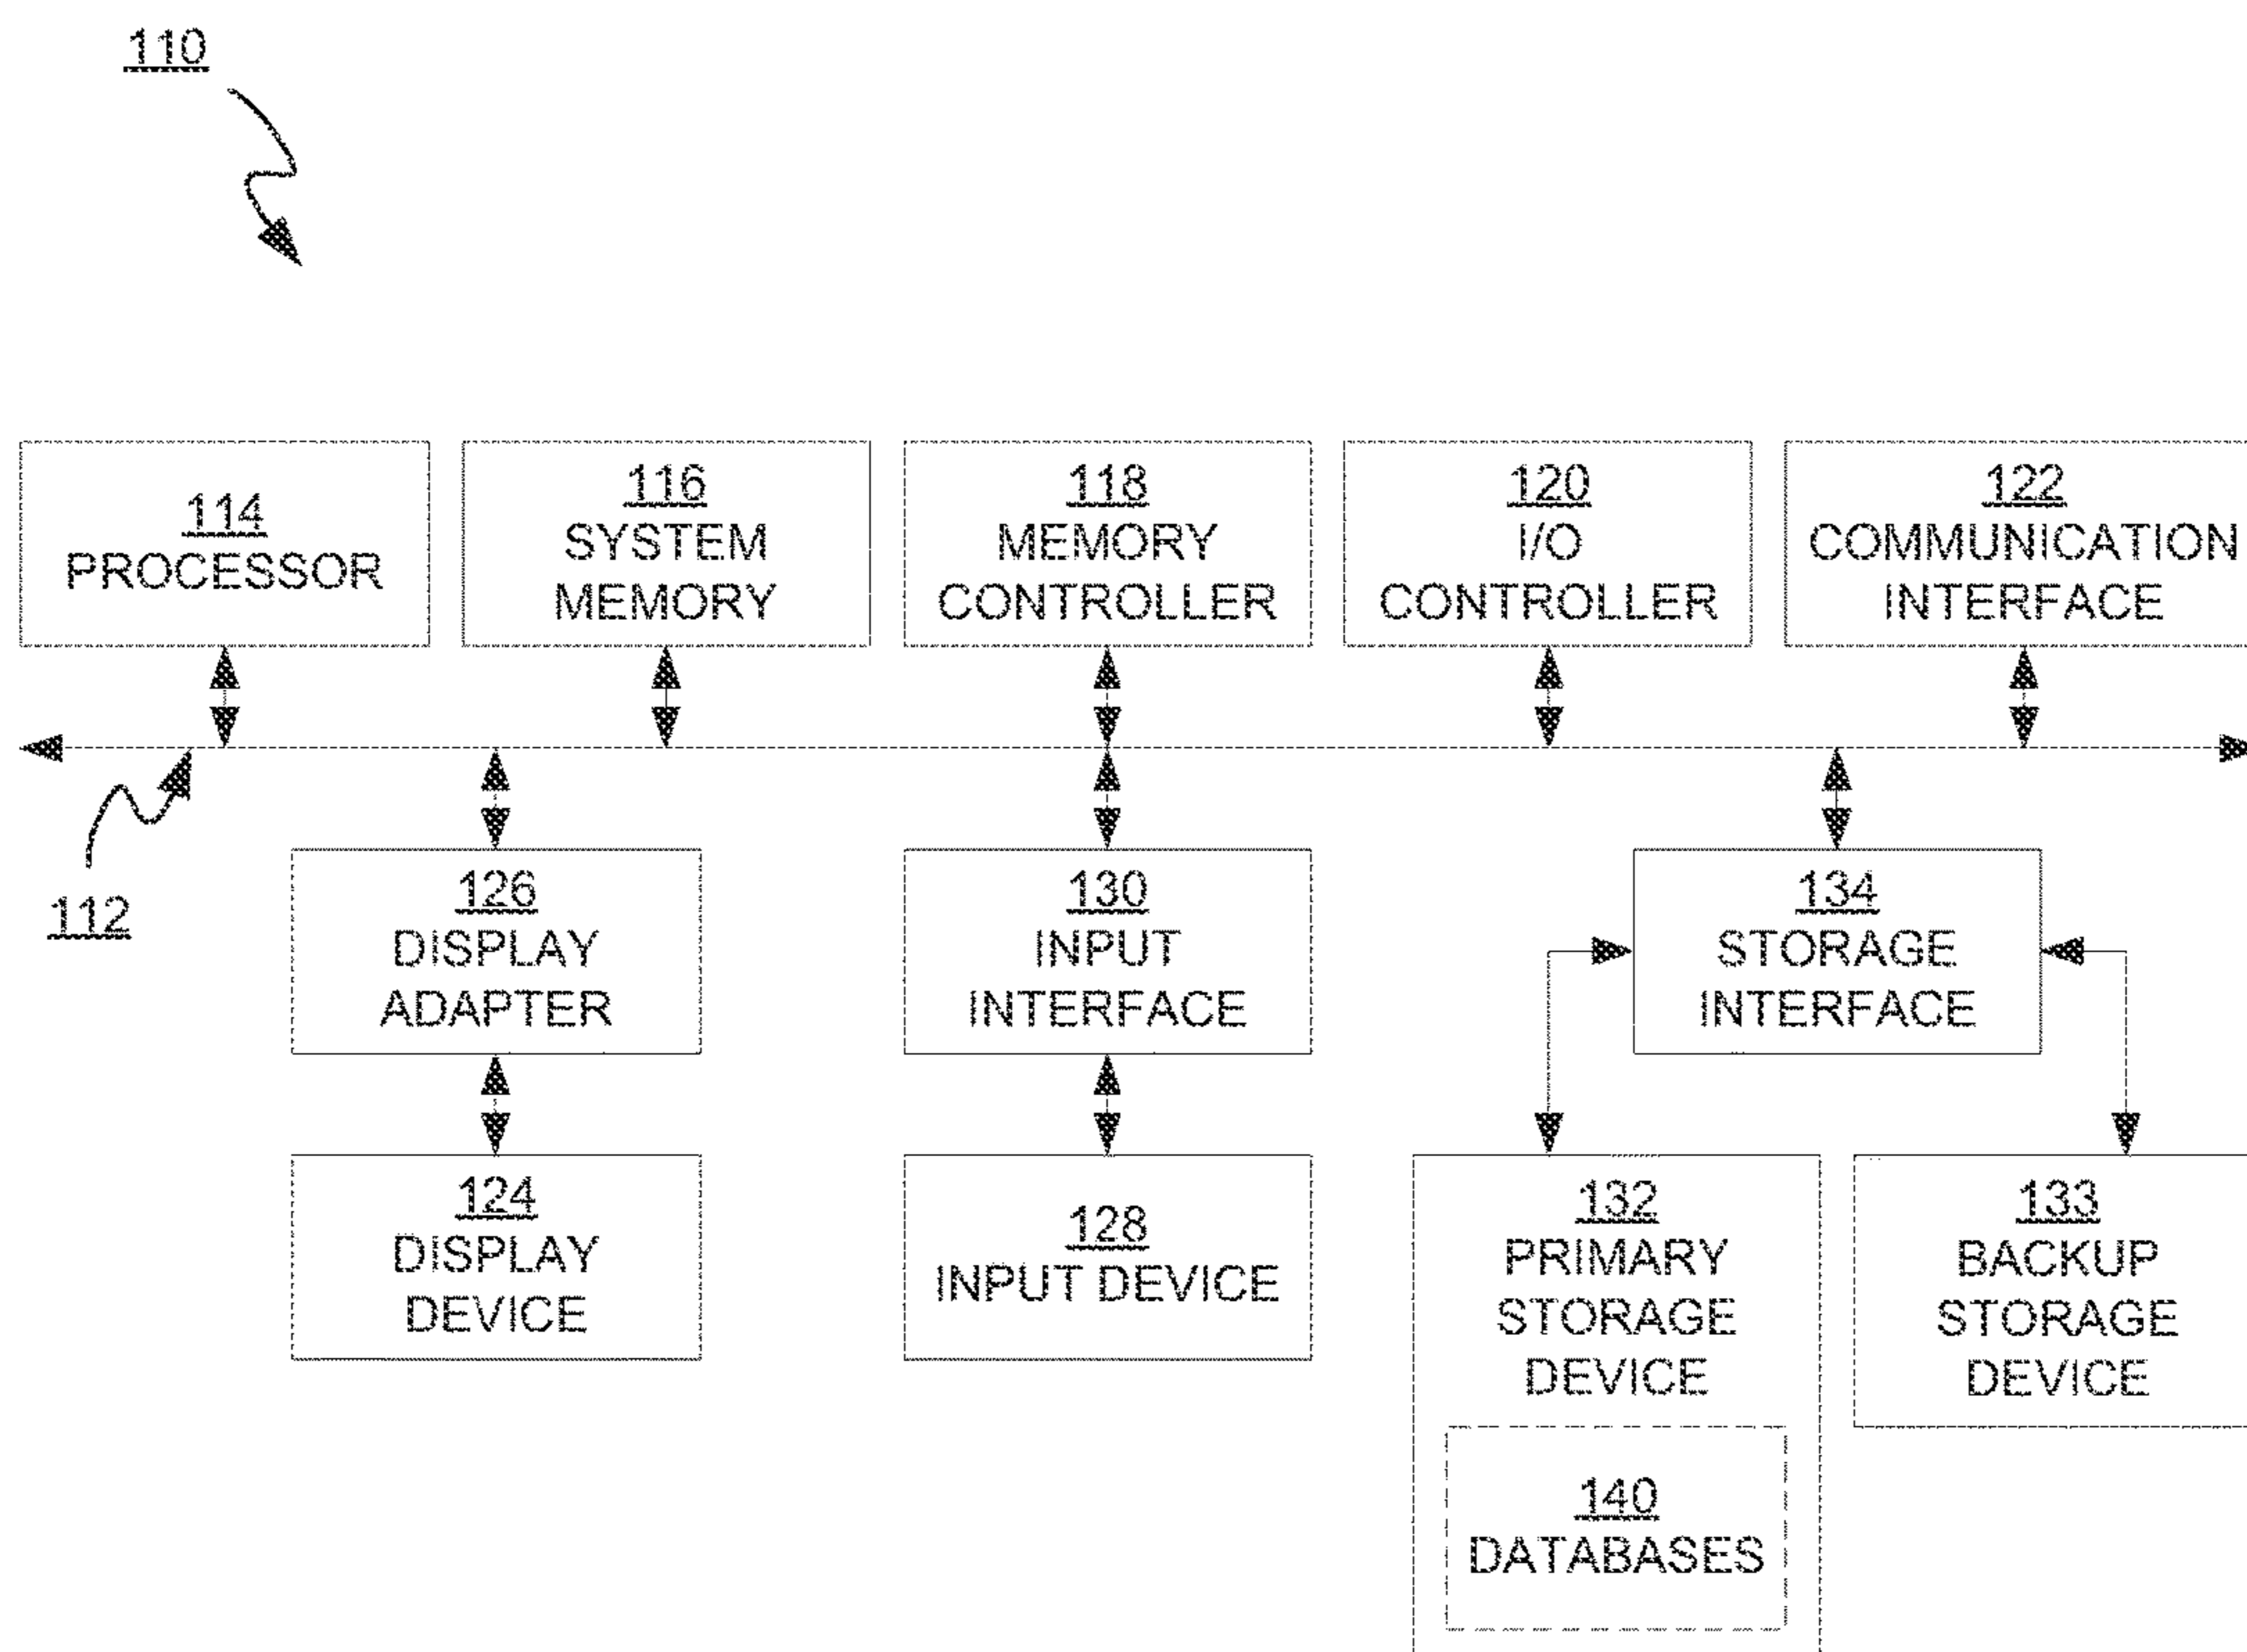 110
114
PROCESSOR
116
SYSTEM
MEMORY
118
MEMORY
CONTROLLER
120
I/O
CONTROLLER
122
COMMUNICATION
INTERFACE
112
126
DISPLAY
ADAPTER
130
INPUT
INTERFACE
134
STORAGE
INTERFACE
124
DISPLAY
DEVICE
128
INPUT DEVICE
132
PRIMARY
STORAGE
DEVICE
133
BACKUP
STORAGE
DEVICE
140
DATABASES